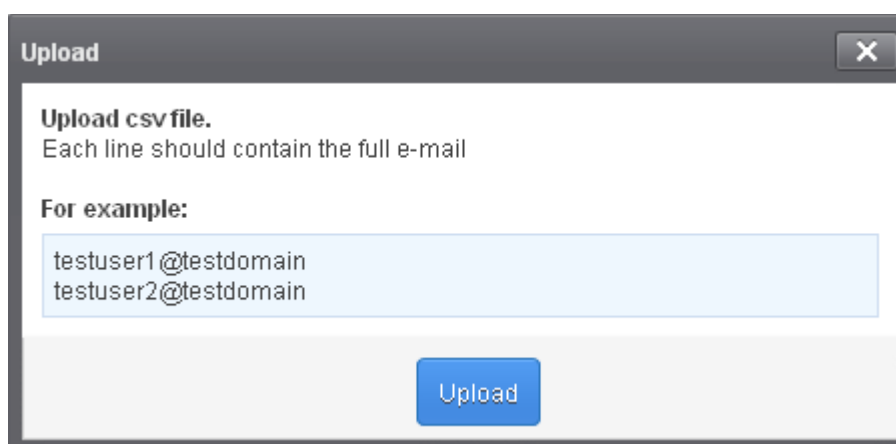 Upload
Upload csv file.
Each line should contain the full e-mail
For example:
testuser1@testdomain
testuser2@testdomain
Upload